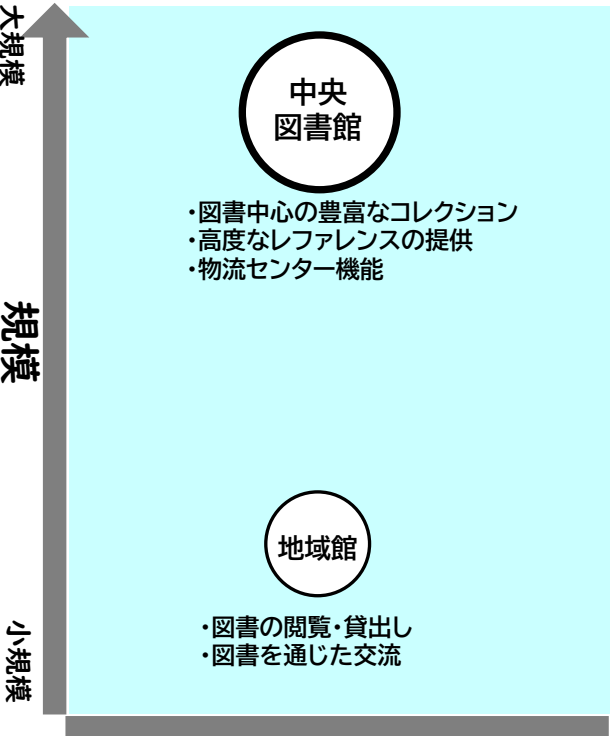 大規模
中央
図書館
・図書中心の豊富なコレクション
・高度なレファレンスの提供
・物流センター機能
規模
地域館
・図書の閲覧・貸出し
・図書を通じた交流
小規模